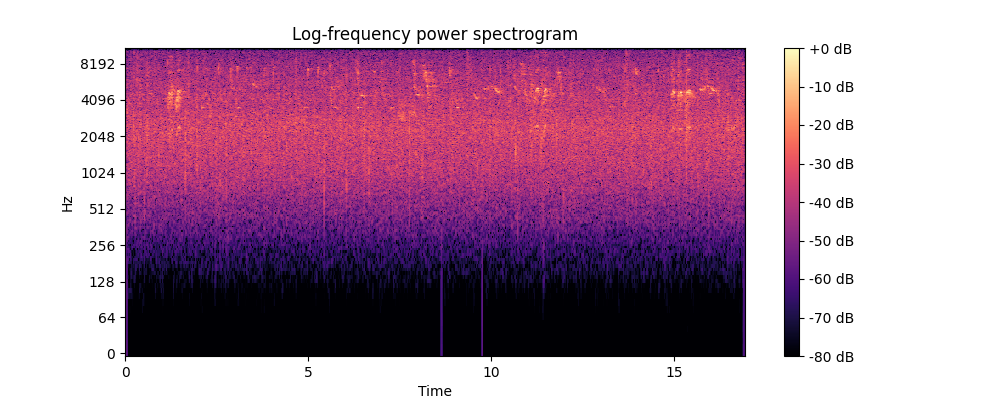 Log-frequency power spectrogram
8192
4096
2048
1024
512
256
128
64
0
Hz
0 5 10 15
Time
+0 dB
-10 dB
-20 dB
-30 dB
-40 dB
-50 dB
-60 dB
-70 dB
-80 dB